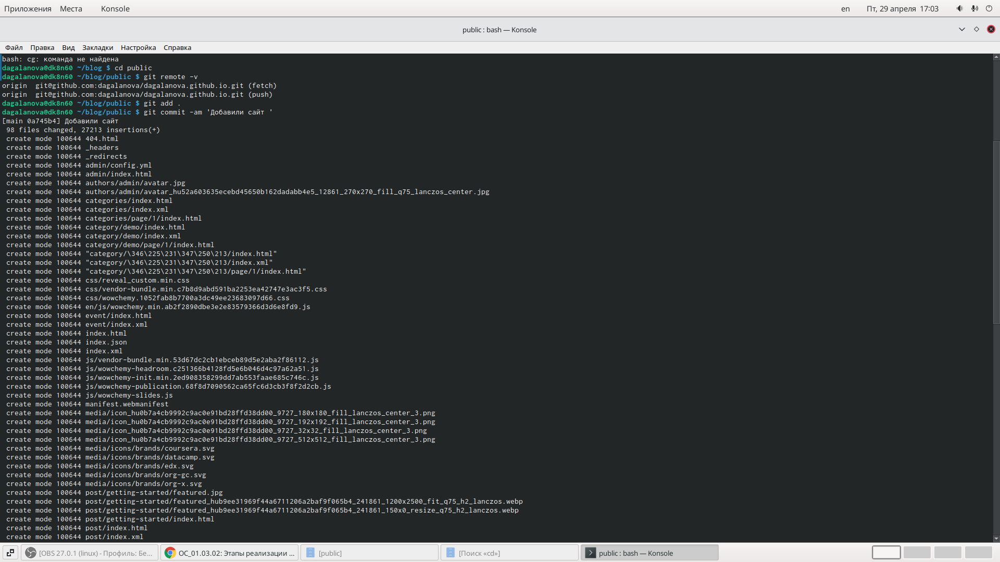 Приложения Места Konsole en Пт, 29 апреля 17:03
public : bash — Konsole
Файл Правка Вид Закладки Настройка Справка
bash: cg: команда не найдена
dagalanova@dk8n60 ~/blog $ cd public
dagalanova@dk8n60 ~/blog/public $ git remote -v
origin  git@github.com:dagalanova/dagalanova.github.io.git (fetch)
origin  git@github.com:dagalanova/dagalanova.github.io.git (push)
dagalanova@dk8n60 ~/blog/public $ git add .
dagalanova@dk8n60 ~/blog/public $ git commit -am 'Добавили сайт '
[main 0a745b4] Добавили сайт
 98 files changed, 27213 insertions(+)
 create mode 100644 404.html
 create mode 100644 _headers
 create mode 100644 _redirects
 create mode 100644 admin/config.yml
 create mode 100644 admin/index.html
 create mode 100644 authors/admin/avatar.jpg
 create mode 100644 authors/admin/avatar_hu52a603635ecebd45650b162dadabb4e5_12861_270x270_fill_q75_lanczos_center.jpg
 create mode 100644 categories/index.html
 create mode 100644 categories/index.xml
 create mode 100644 categories/page/1/index.html
 create mode 100644 category/demo/index.html
 create mode 100644 category/demo/index.xml
 create mode 100644 category/demo/page/1/index.html
 create mode 100644 "category/\346\225\231\347\250\213/index.html"
 create mode 100644 "category/\346\225\231\347\250\213/index.xml"
 create mode 100644 "category/\346\225\231\347\250\213/page/1/index.html"
 create mode 100644 css/reveal_custom.min.css
 create mode 100644 css/vendor-bundle.min.c7b8d9abd591ba2253ea42747e3ac3f5.css
 create mode 100644 css/wowchemy.1052fab8b7700a3dc49ee23683097d66.css
 create mode 100644 en/js/wowchemy.min.ab2f2890dbe3e2e83579366d3d6e8fd9.js
 create mode 100644 event/index.html
 create mode 100644 event/index.xml
 create mode 100644 index.html
 create mode 100644 index.json
 create mode 100644 index.xml
 create mode 100644 js/vendor-bundle.min.53d67dc2cb1ebceb89d5e2aba2f86112.js
 create mode 100644 js/wowchemy-headroom.c251366b4128fd5e6b046d4c97a62a51.js
 create mode 100644 js/wowchemy-init.min.2ed908358299dd7ab553faae685c746c.js
 create mode 100644 js/wowchemy-publication.68f8d7090562ca65fc6d3cb3f8f2d2cb.js
 create mode 100644 js/wowchemy-slides.js
 create mode 100644 manifest.webmanifest
 create mode 100644 media/icon_hu0b7a4cb9992c9ac0e91bd28ffd38dd00_9727_180x180_fill_lanczos_center_3.png
 create mode 100644 media/icon_hu0b7a4cb9992c9ac0e91bd28ffd38dd00_9727_192x192_fill_lanczos_center_3.png
 create mode 100644 media/icon_hu0b7a4cb9992c9ac0e91bd28ffd38dd00_9727_32x32_fill_lanczos_center_3.png
 create mode 100644 media/icon_hu0b7a4cb9992c9ac0e91bd28ffd38dd00_9727_512x512_fill_lanczos_center_3.png
 create mode 100644 media/icons/brands/coursera.svg
 create mode 100644 media/icons/brands/datacamp.svg
 create mode 100644 media/icons/brands/edx.svg
 create mode 100644 media/icons/brands/org-gc.svg
 create mode 100644 media/icons/brands/org-x.svg
 create mode 100644 post/getting-started/featured.jpg
 create mode 100644 post/getting-started/featured_hub9ee31969f44a6711206a2baf9f065b4_241861_1200x2500_fit_q75_h2_lanczos.webp
 create mode 100644 post/getting-started/featured_hub9ee31969f44a6711206a2baf9f065b4_241861_150x0_resize_q75_h2_lanczos.webp
 create mode 100644 post/getting-started/index.html
 create mode 100644 post/index.html
 create mode 100644 post/index.xml
[OBS 27.0.1 (linux) - Профиль: Бе... ОС_01.03.02: Этапы реализации ... [public] [Поиск «cd»] public : bash — Konsole